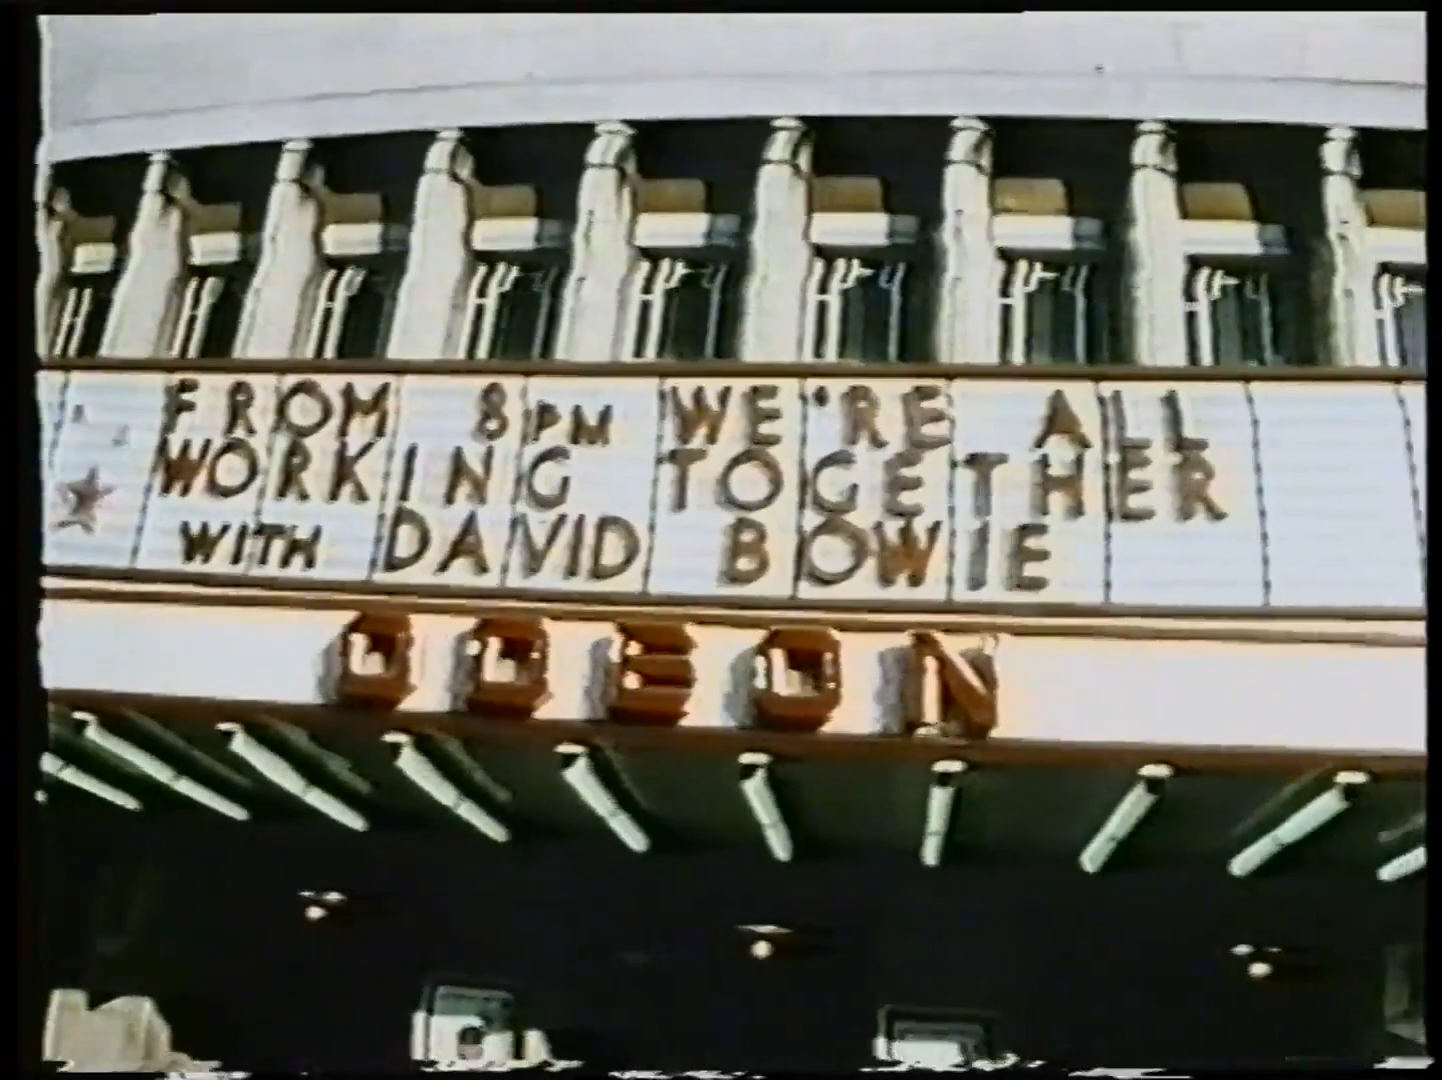 FROM 8PM WE'RE ALL
WORKING TOGETHER
WITH DAVID BOWIE
ODEON